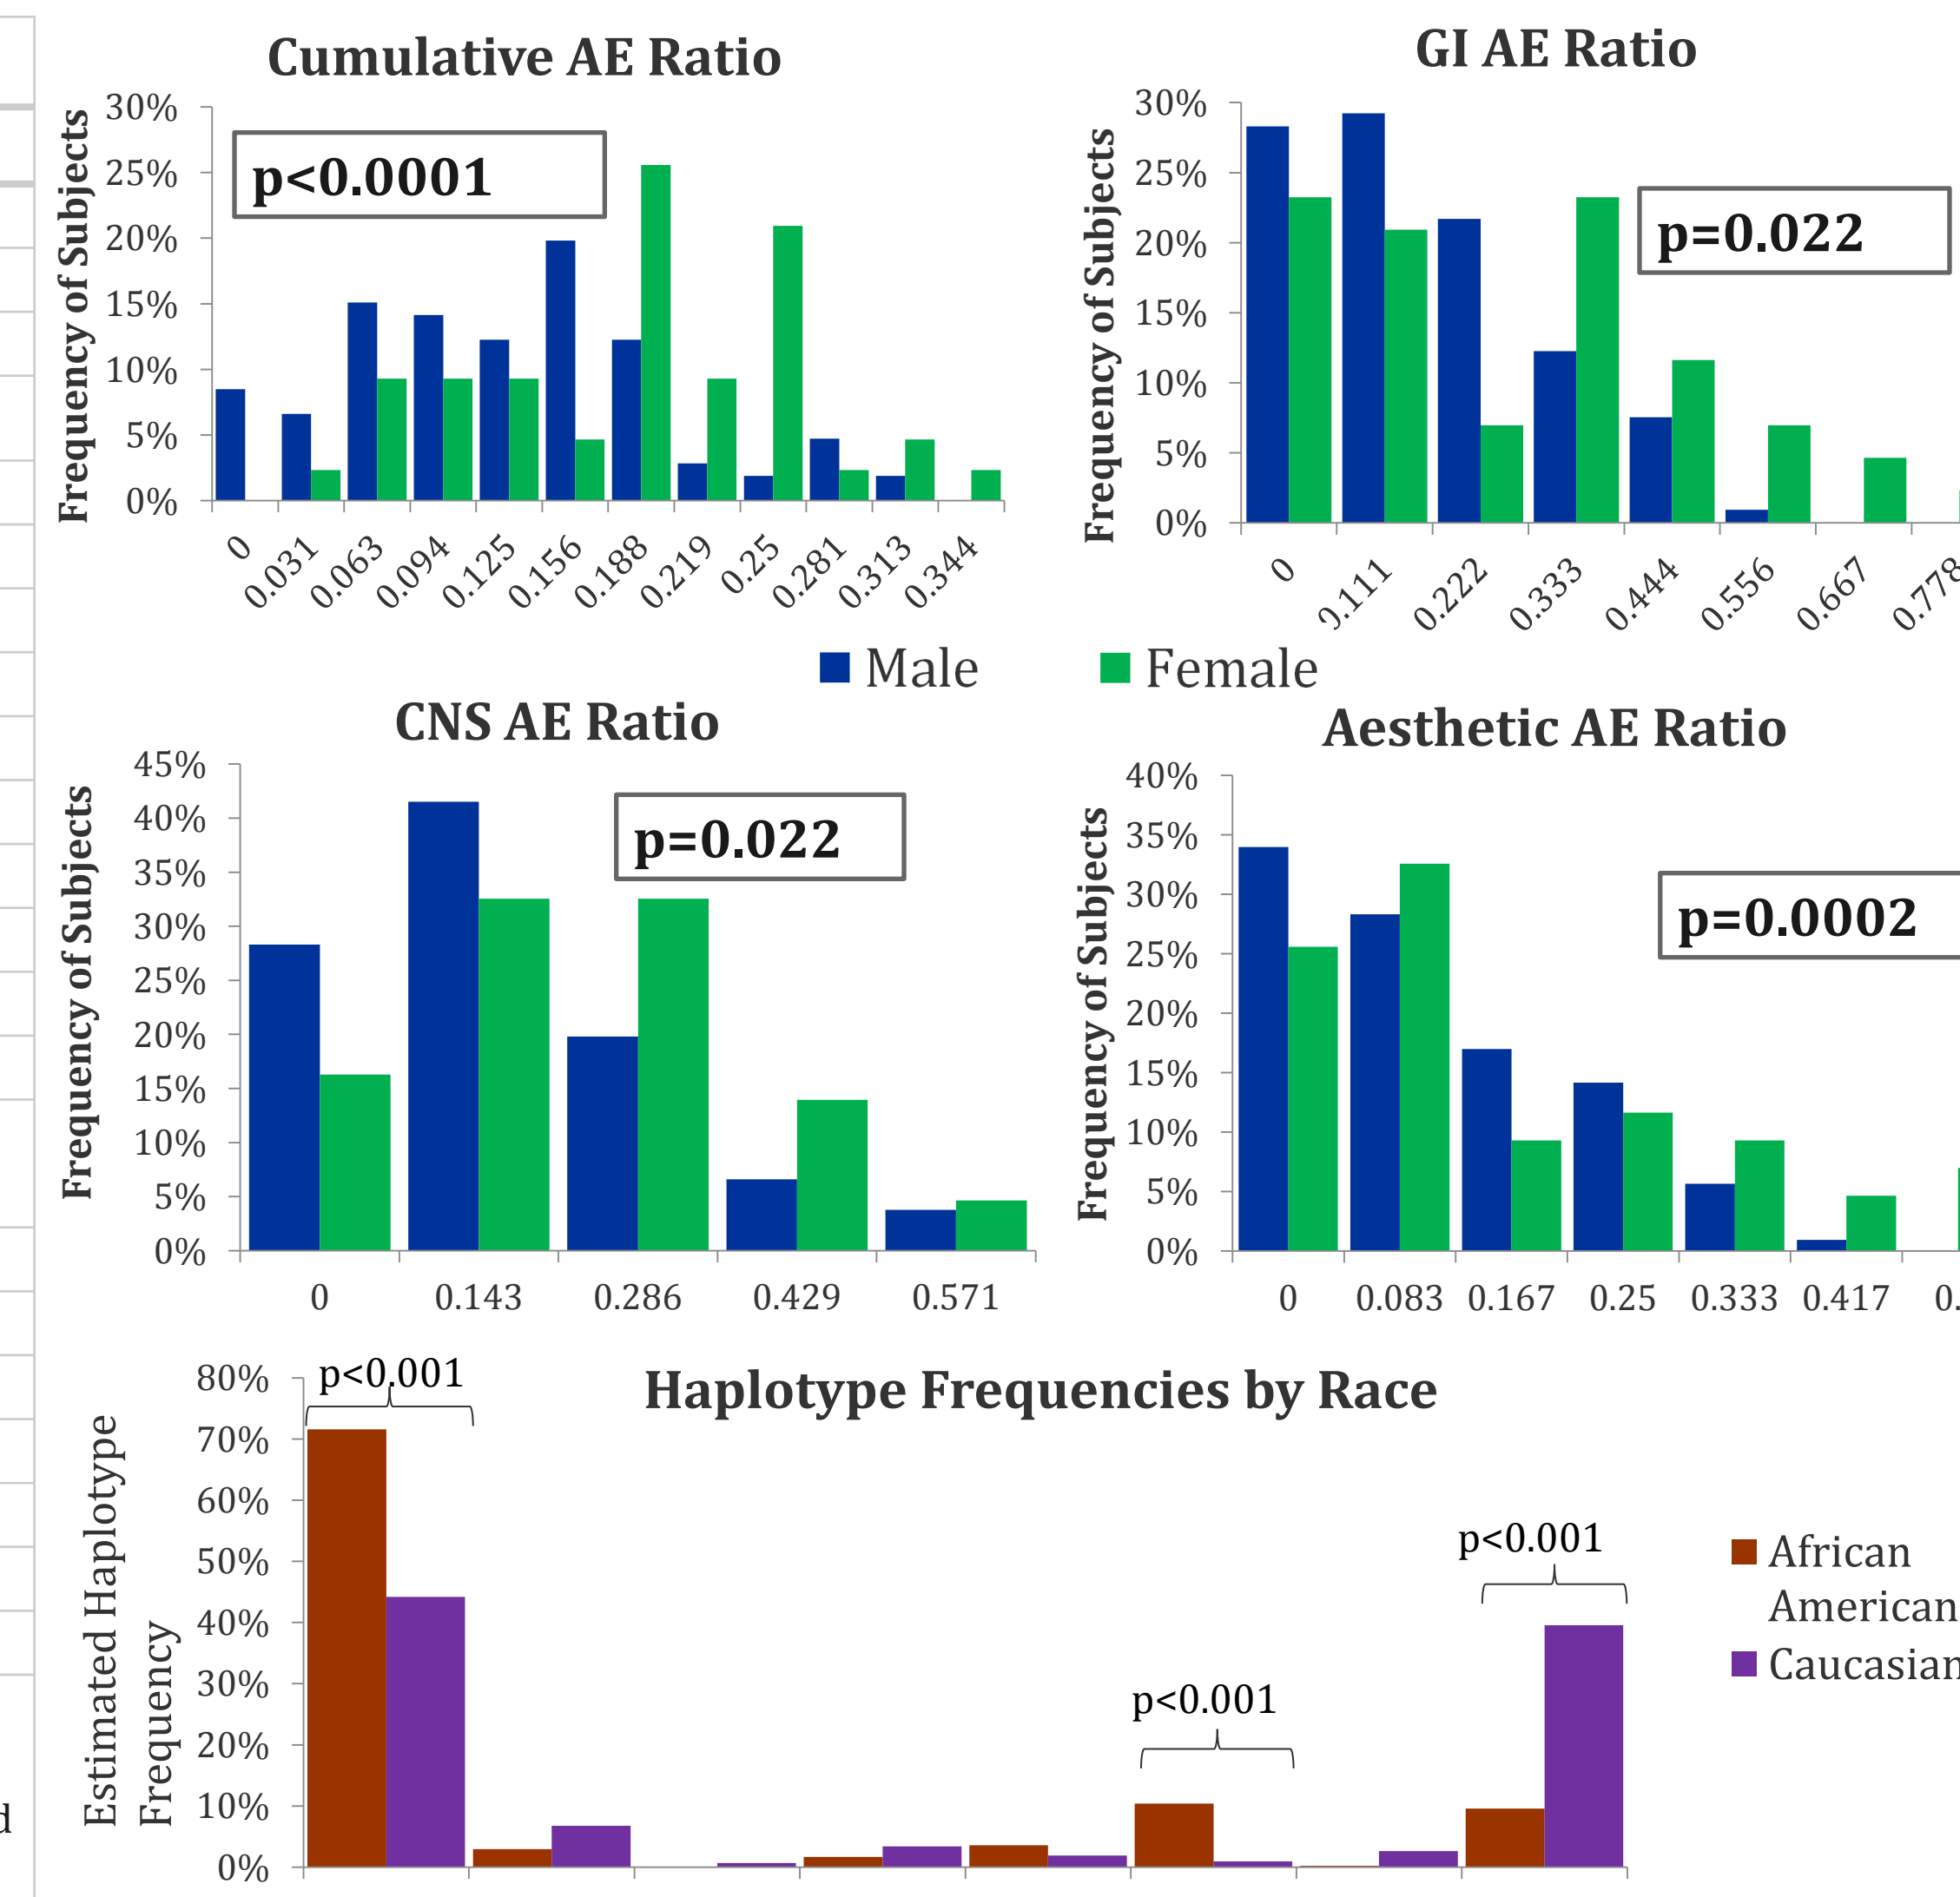 Cumulative AE Ratio
Frequency of Subjects
30%
25%
20%
15%
10%
5%
0%
p<0.0001
0 0.031 0.063 0.094 0.125 0.156 0.188 0.219 0.25 0.281 0.313 0.344
GI AE Ratio
Frequency of Subjects
30%
25%
20%
15%
10%
5%
0%
p=0.022
0 0.111 0.222 0.333 0.444 0.556 0.667 0.778
Male Female
CNS AE Ratio
Frequency of Subjects
45%
40%
35%
30%
25%
20%
15%
10%
5%
0%
p=0.022
0 0.143 0.286 0.429 0.571
Aesthetic AE Ratio
Frequency of Subjects
40%
35%
30%
25%
20%
15%
10%
5%
0%
p=0.0002
0 0.083 0.167 0.25 0.333 0.417
Haplotype Frequencies by Race
Estimated Haplotype
Frequency
80%
70%
60%
50%
40%
30%
20%
10%
0%
p<0.001
p<0.001
p<0.001
African
American
Caucasian